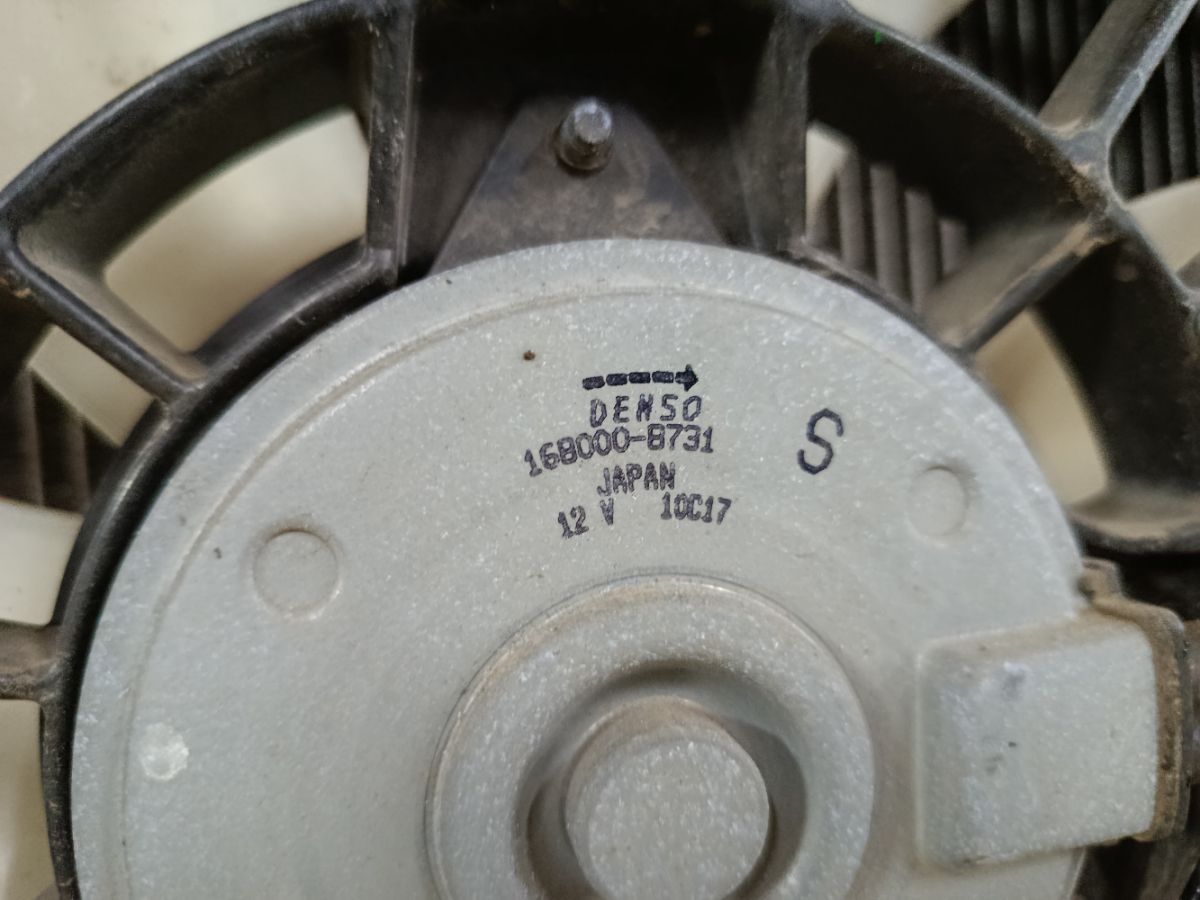 DENSO
168000-8731
S
JAPAN
12 V 10C17